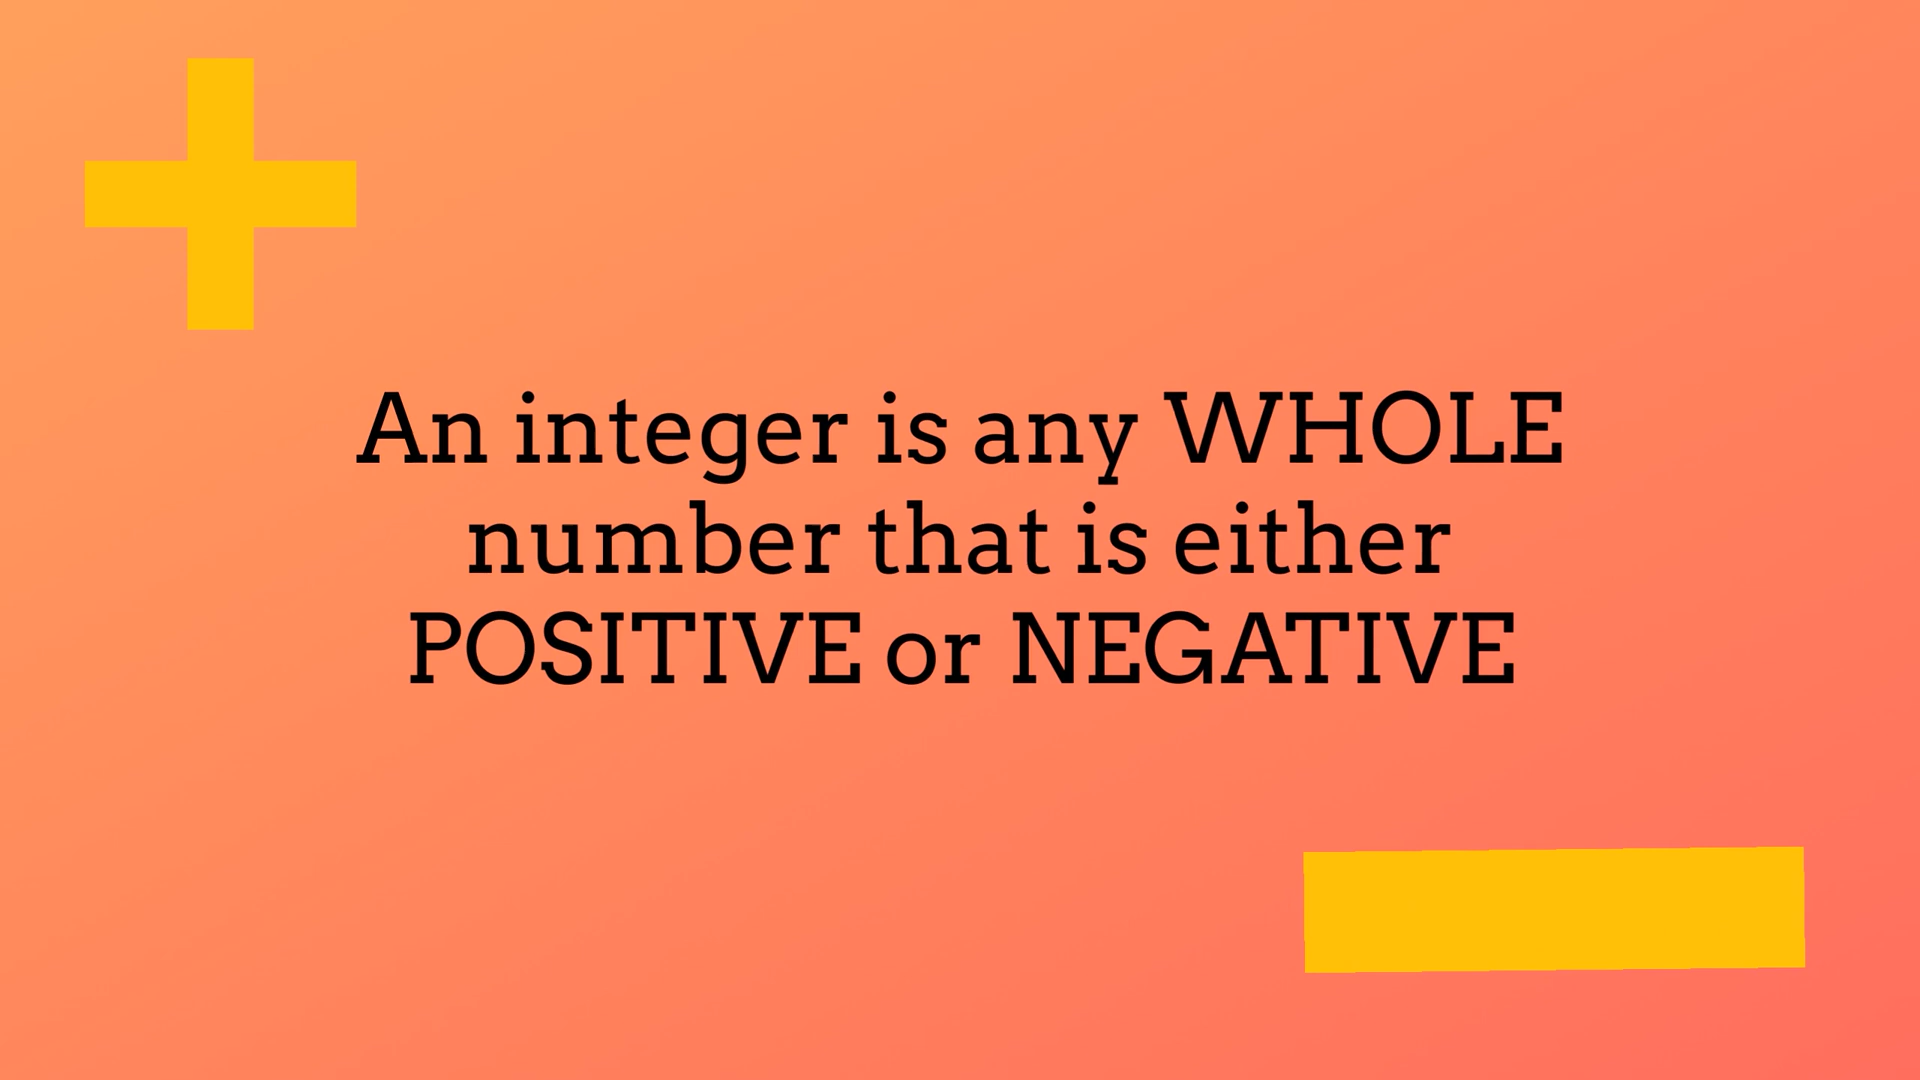 An integer is any WHOLE
number that is either
POSITIVE or NEGATIVE